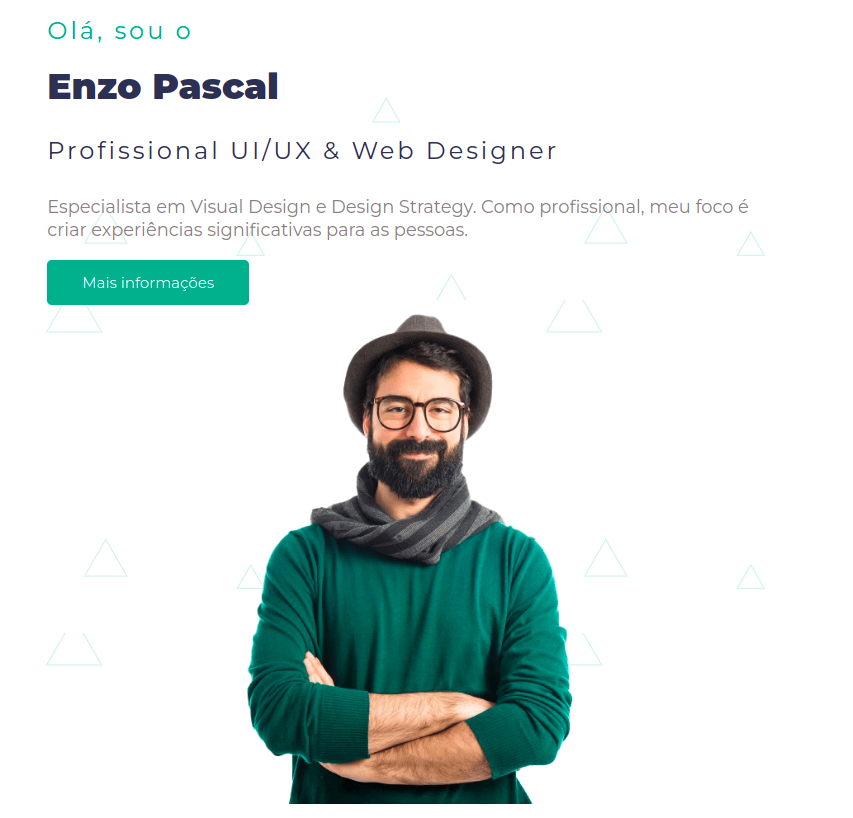 Olá, sou o
Enzo Pascal
Profissional UI/UX & Web Designer
Especialista em Visual Design e Design Strategy. Como profissional, meu foco é
criar experiências significativas para as pessoas.
Mais informações